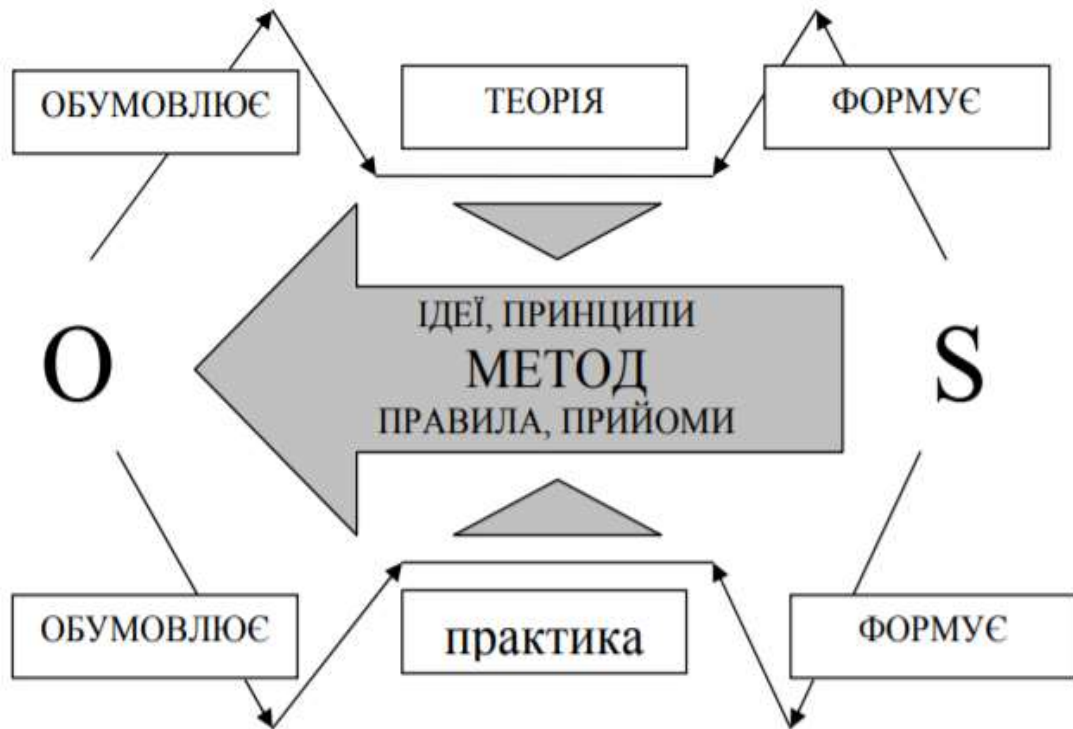 ОБУМОВЛЮЄ
ТЕОРІЯ
ФОРМУЄ
O
ІДЕЇ, ПРИНЦИПИ
МЕТОД
ПРАВИЛА, ПРИЙОМИ
S
ОБУМОВЛЮЄ
практика
ФОРМУЄ